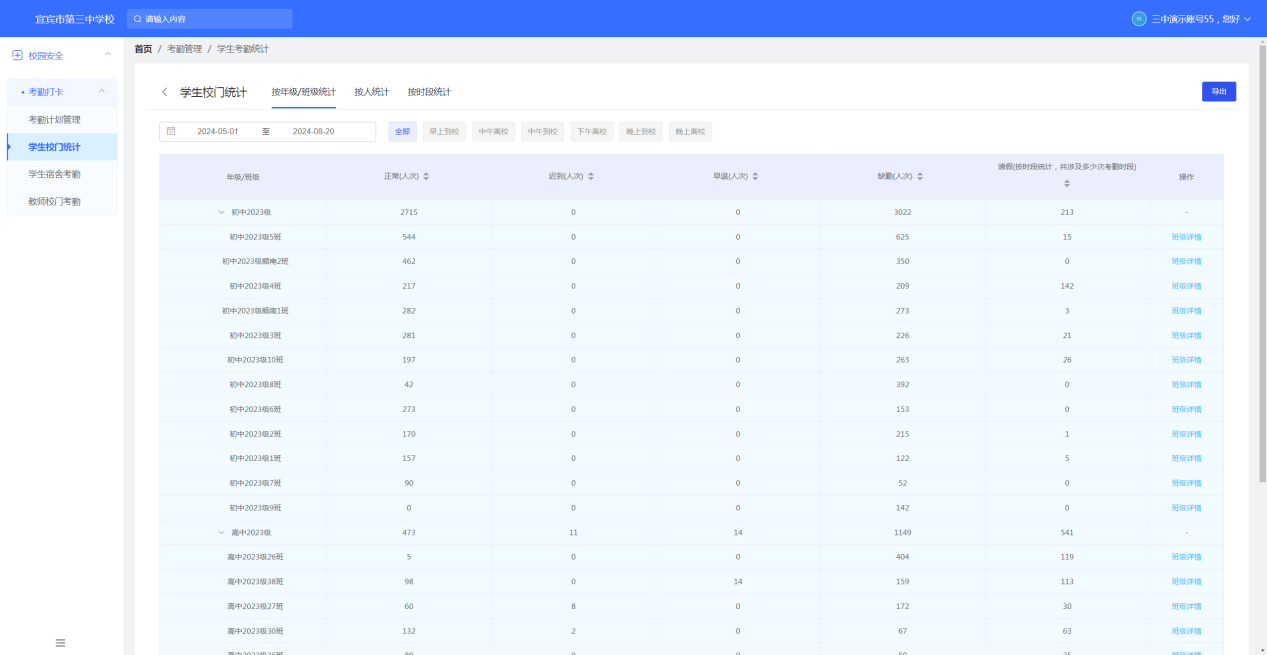 宜宾市第三中学校
请输入内容
三中演示账号55，您好
校园安全
首页 / 考勤管理 / 学生考勤统计
考勤打卡
考勤计划管理
学生校门统计
学生宿舍考勤
教师校门考勤
学生校门统计 按年级/班级统计 按人统计 按时段统计 导出
2024-05-01 至 2024-08-20 全部 早上到校 中午离校 中午到校 下午离校 晚上到校 晚上离校
年级/班级 正常(人次) 迟到(人次) 早退(人次) 缺勤(人次) 请假(按时段统计，共涉及多少次考勤时段) 操作
初中2023级 2715 0 0 3022 213 -
初中2023级5班 544 0 0 625 15 班级详情
初中2023级顺南2班 462 0 0 350 0 班级详情
初中2023级4班 217 0 0 209 142 班级详情
初中2023级顺南1班 282 0 0 273 3 班级详情
初中2023级3班 281 0 0 226 21 班级详情
初中2023级10班 197 0 0 263 26 班级详情
初中2023级8班 42 0 0 392 0 班级详情
初中2023级6班 273 0 0 153 0 班级详情
初中2023级2班 170 0 0 215 1 班级详情
初中2023级1班 157 0 0 122 5 班级详情
初中2023级7班 90 0 0 52 0 班级详情
初中2023级9班 0 0 0 142 0 班级详情
高中2023级 473 11 14 1149 541 -
高中2023级26班 5 0 0 404 119 班级详情
高中2023级38班 98 0 14 159 113 班级详情
高中2023级27班 60 8 0 172 30 班级详情
高中2023级30班 132 2 0 67 63 班级详情